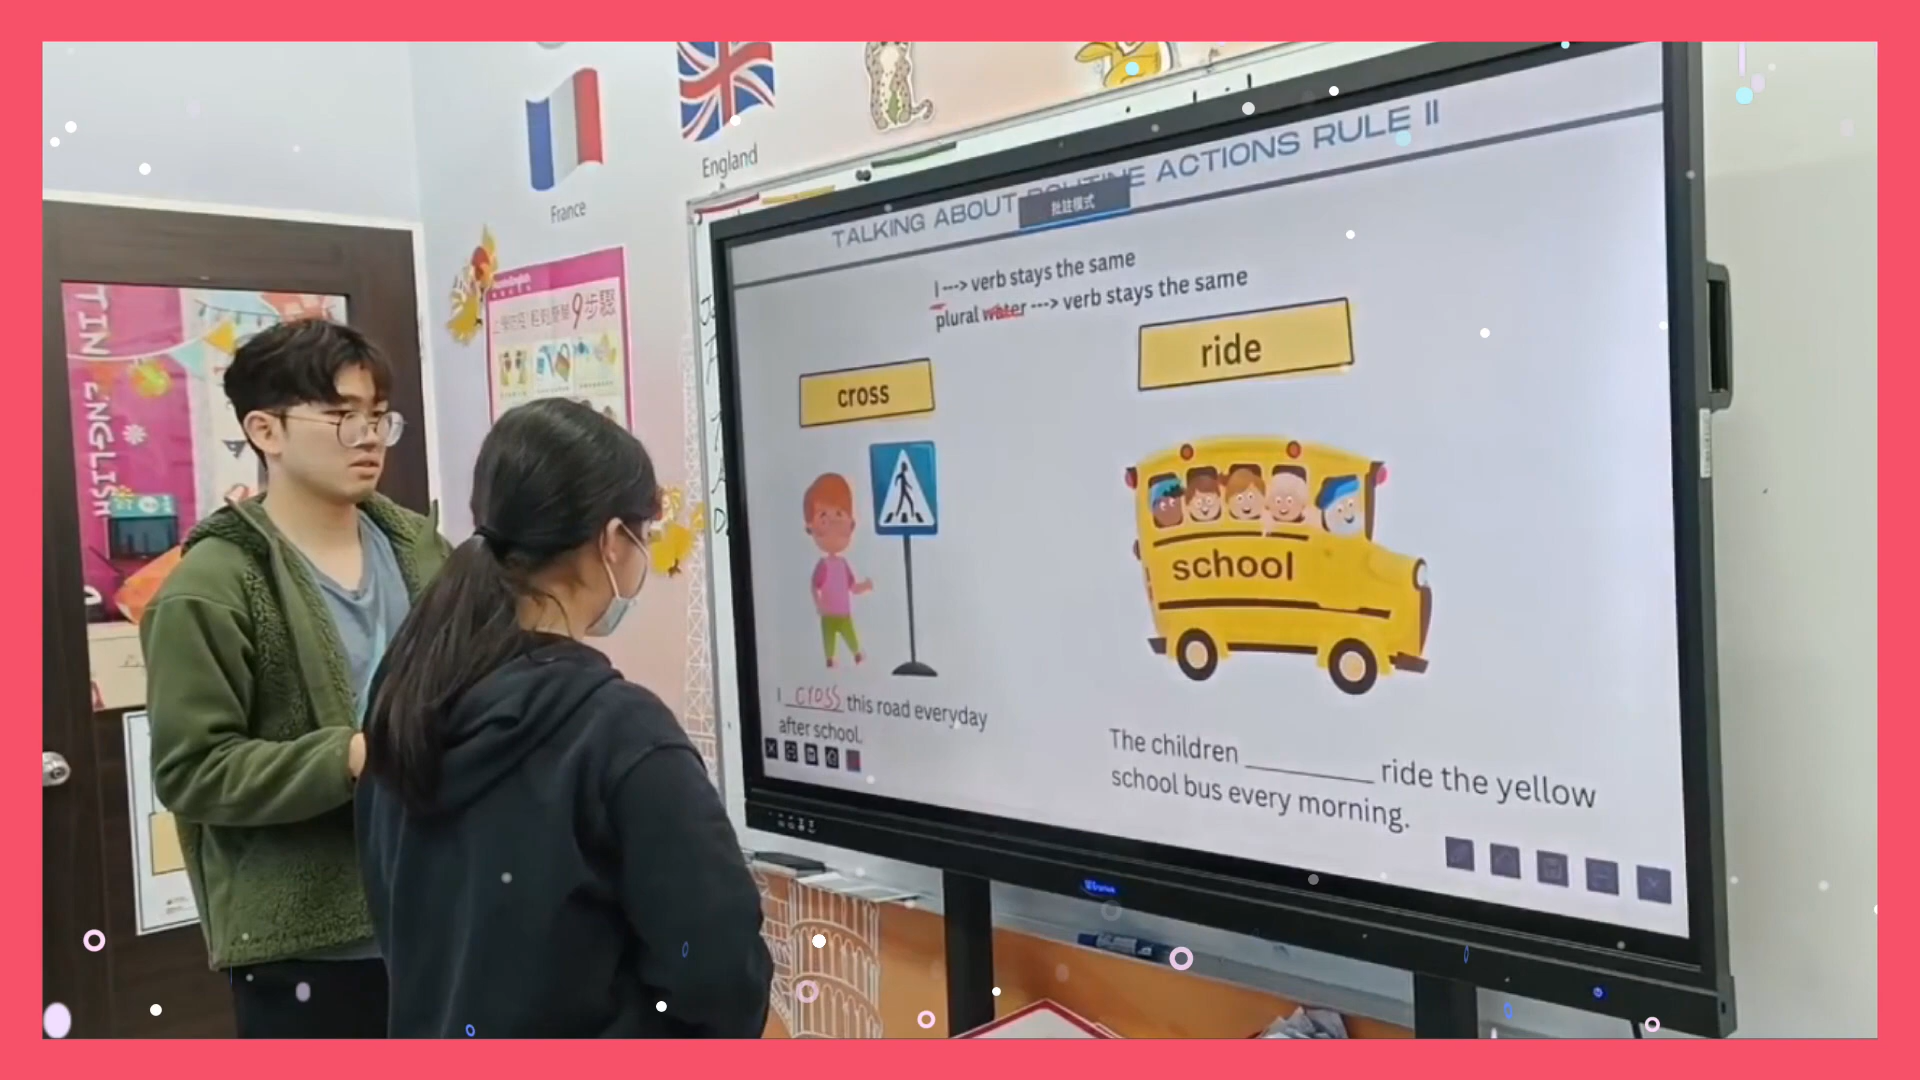 England
France
TIN ENGLISH
9步驟
TALKING ABOUT ROUTINE ACTIONS RULE II
批註模式
I ---> verb stays the same
plural water ---> verb stays the same
cross
ride
school
I cross this road everyday
after school.
The children ________ ride the yellow
school bus every morning.